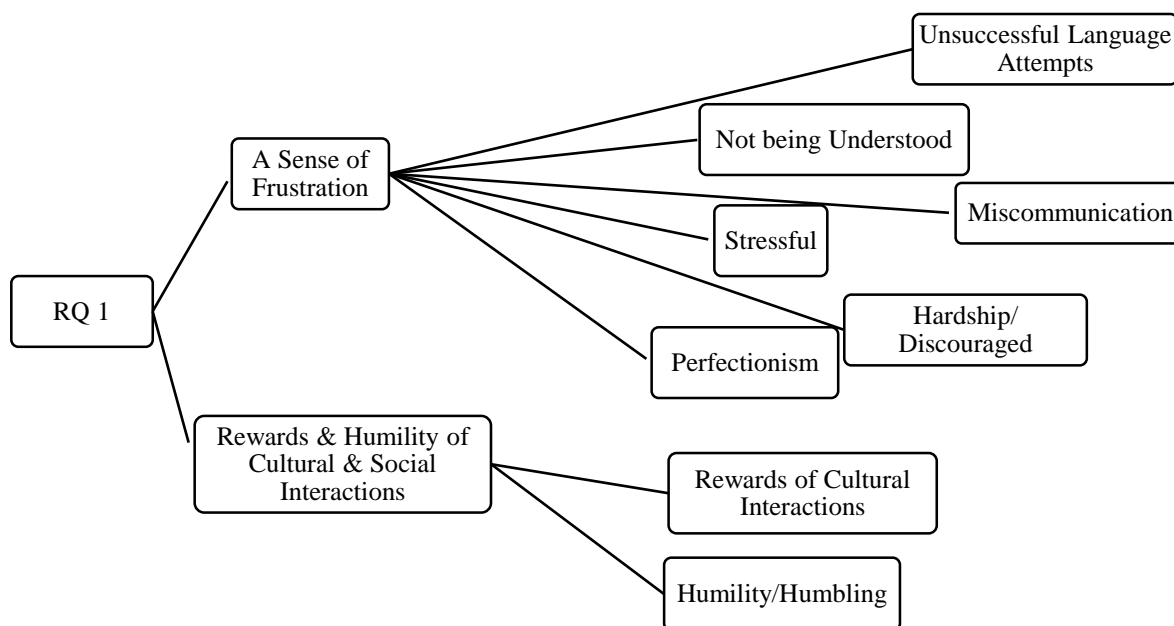 Unsuccessful Language
Attempts
Not being Understood
A Sense of
Frustration
Miscommunication
Stressful
RQ 1
Hardship/
Discouraged
Perfectionism
Rewards & Humility of
Cultural & Social
Interactions
Rewards of Cultural
Interactions
Humility/Humbling